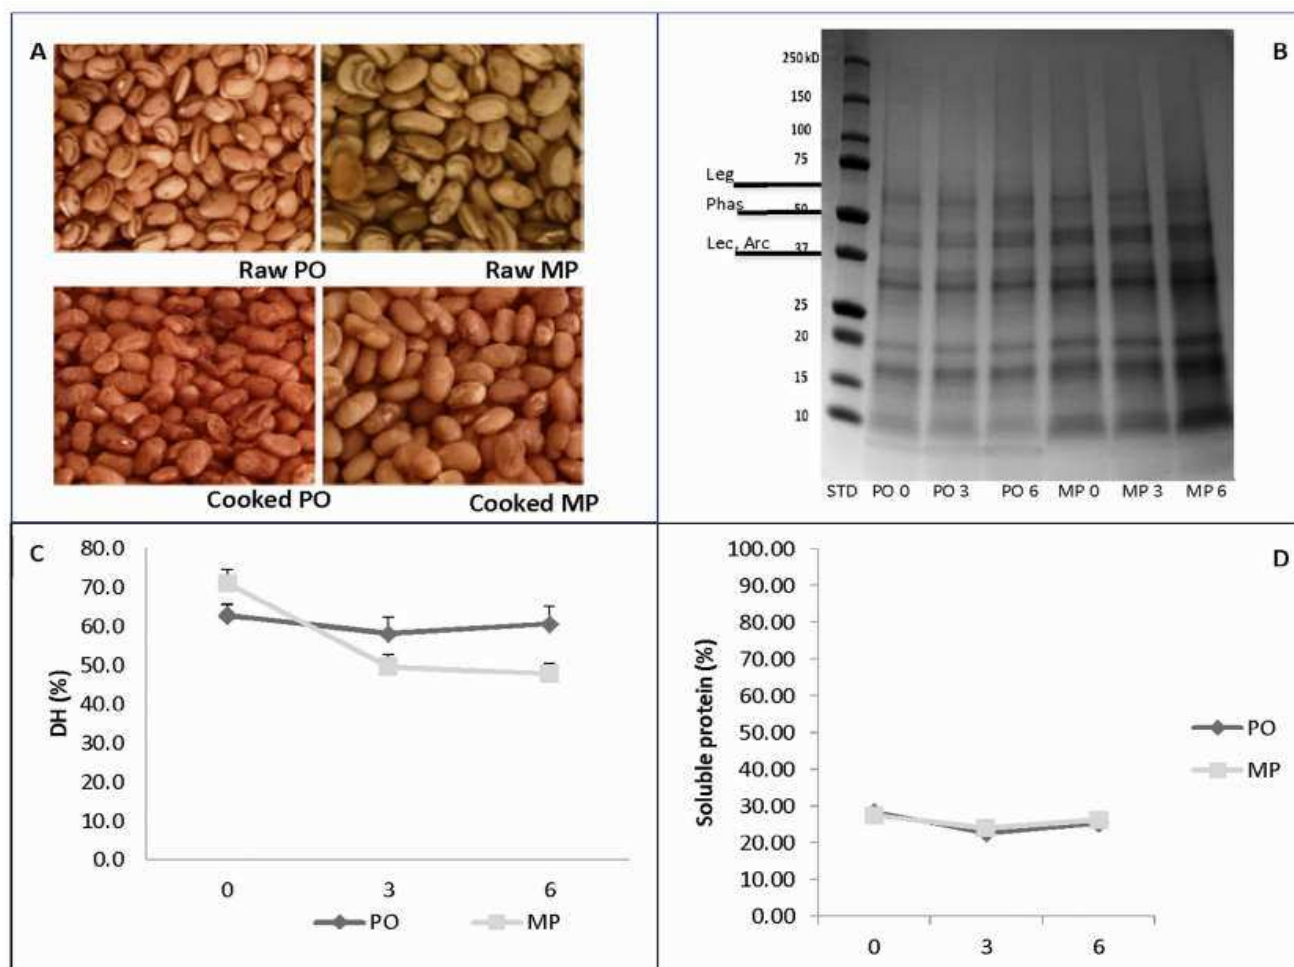 A
Raw PO
Raw MP
Cooked PO
Cooked MP
B
250 kD
150
100
75
50
37
25
20
15
10
Leg
Phas
Lec, Arc
STD PO 0 PO 3 PO 6 MP 0 MP 3 MP 6
C
DH (%)
80.0
70.0
60.0
50.0
40.0
30.0
20.0
10.0
0.0
0 3 6
PO MP
D
Soluble protein (%)
100.00
90.00
80.00
70.00
60.00
50.00
40.00
30.00
20.00
10.00
0.00
0 3 6
PO
MP